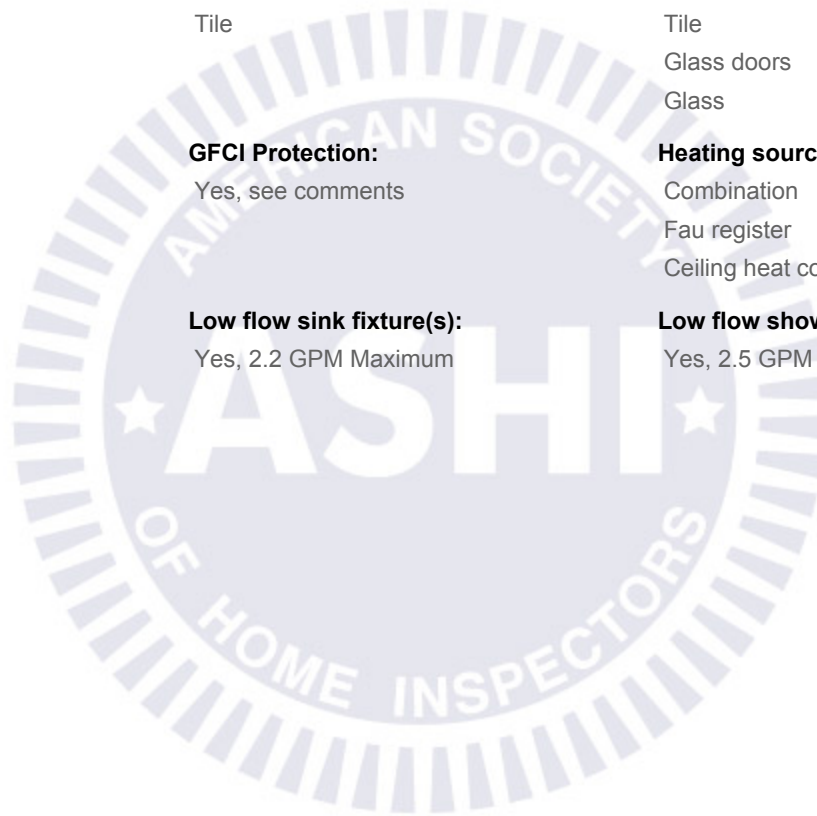 Tile
Tile
Glass doors
Glass
GFCI Protection:
Yes, see comments
Heating sourc
Combination
Fau register
Ceiling heat
Low flow sink fixture(s):
Yes, 2.2 GPM Maximum
Low flow
Yes, 2.5 GPM
AMERICAN SOCIETY
ASHI
OF HOME INSPECTORS